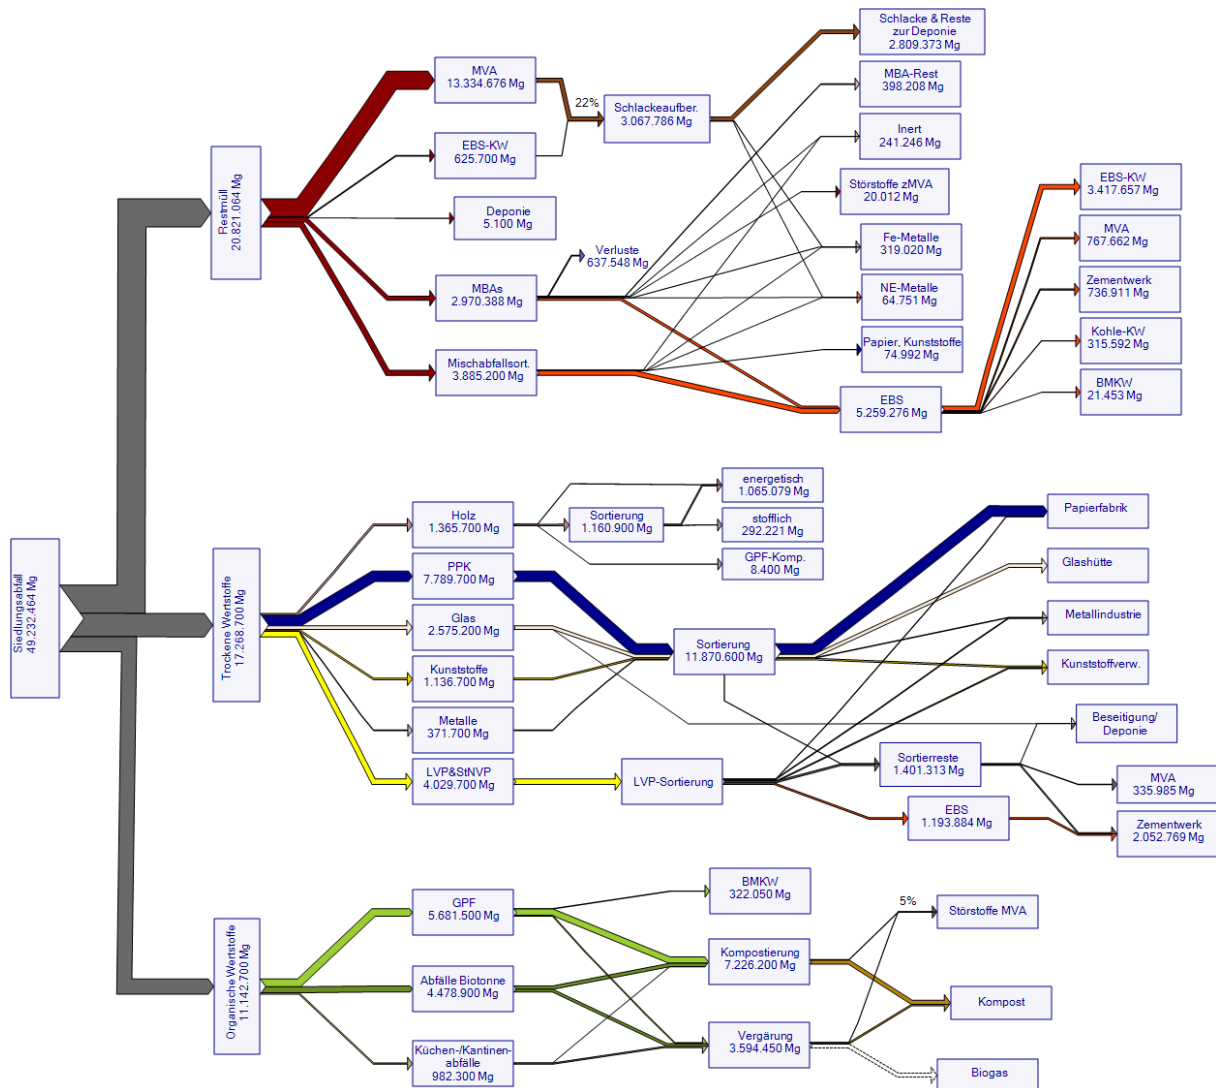 Siedlungsabfall
49.232.464 Mg
Restmüll
20.821.064 Mg
MVA
13.334.676 Mg
EBS-KW
625.700 Mg
Deponie
5.100 Mg
MBAs
2.970.388 Mg
Mischabfallsort.
3.885.200 Mg
22%
Schlackeaufber.
3.067.786 Mg
Verluste
637.548 Mg
Schlacke & Reste
zur Deponie
2.809.373 Mg
MBA-Rest
398.208 Mg
Inert
241.246 Mg
Störstoffe zMVA
20.012 Mg
Fe-Metalle
319.020 Mg
NE-Metalle
64.751 Mg
Papier, Kunststoffe
74.992 Mg
EBS
5.259.276 Mg
EBS-KW
3.417.657 Mg
MVA
767.662 Mg
Zementwerk
736.911 Mg
Kohle-KW
315.592 Mg
BMKW
21.453 Mg
Trockene Wertstoffe
17.268.700 Mg
Holz
1.365.700 Mg
PPK
7.789.700 Mg
Glas
2.575.200 Mg
Kunststoffe
1.136.700 Mg
Metalle
371.700 Mg
LVP&StNVP
4.029.700 Mg
Sortierung
1.160.900 Mg
energetisch
1.065.079 Mg
stofflich
292.221 Mg
GPF-Komp.
8.400 Mg
Sortierung
11.870.600 Mg
LVP-Sortierung
Papierfabrik
Glashütte
Metallindustrie
Kunststoffverw.
Beseitigung/
Deponie
Sortierreste
1.401.313 Mg
EBS
1.193.884 Mg
MVA
335.985 Mg
Zementwerk
2.052.769 Mg
Organische Wertstoffe
11.142.700 Mg
GPF
5.681.500 Mg
Abfälle Biotonne
4.478.900 Mg
Küchen-/Kantinen-
abfälle
982.300 Mg
BMKW
322.050 Mg
Kompostierung
7.226.200 Mg
Vergärung
3.594.450 Mg
5%
Störstoffe MVA
Kompost
Biogas